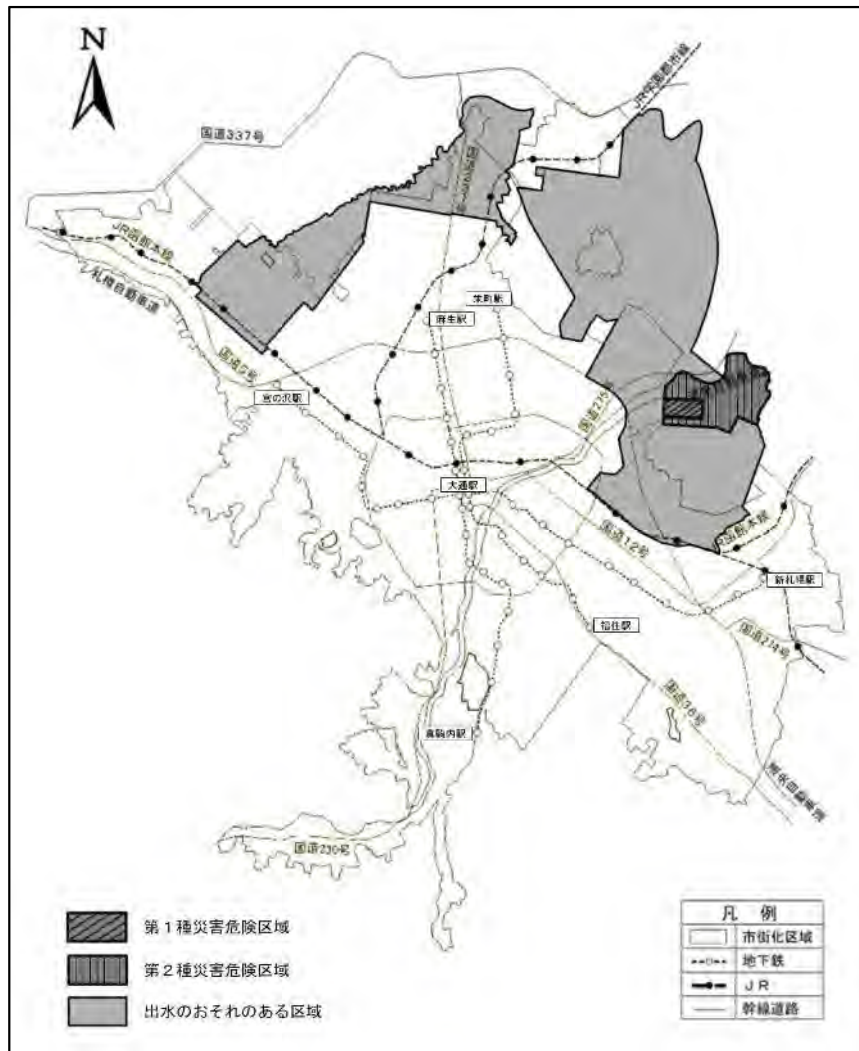 N
JR学園都市線
国道337号
JR函館本線
札樽自動車道
栄町駅
麻生駅
国道5号
宮の沢駅
国道275号
大通駅
国道12号
JR函館本線
新札幌駅
福住駅
国道274号
国道36号
真駒内駅
道央自動車道
国道230号
第1種災害危険区域
第2種災害危険区域
出水のおそれのある区域
凡 例
市街化区域
地下鉄
JR
幹線道路